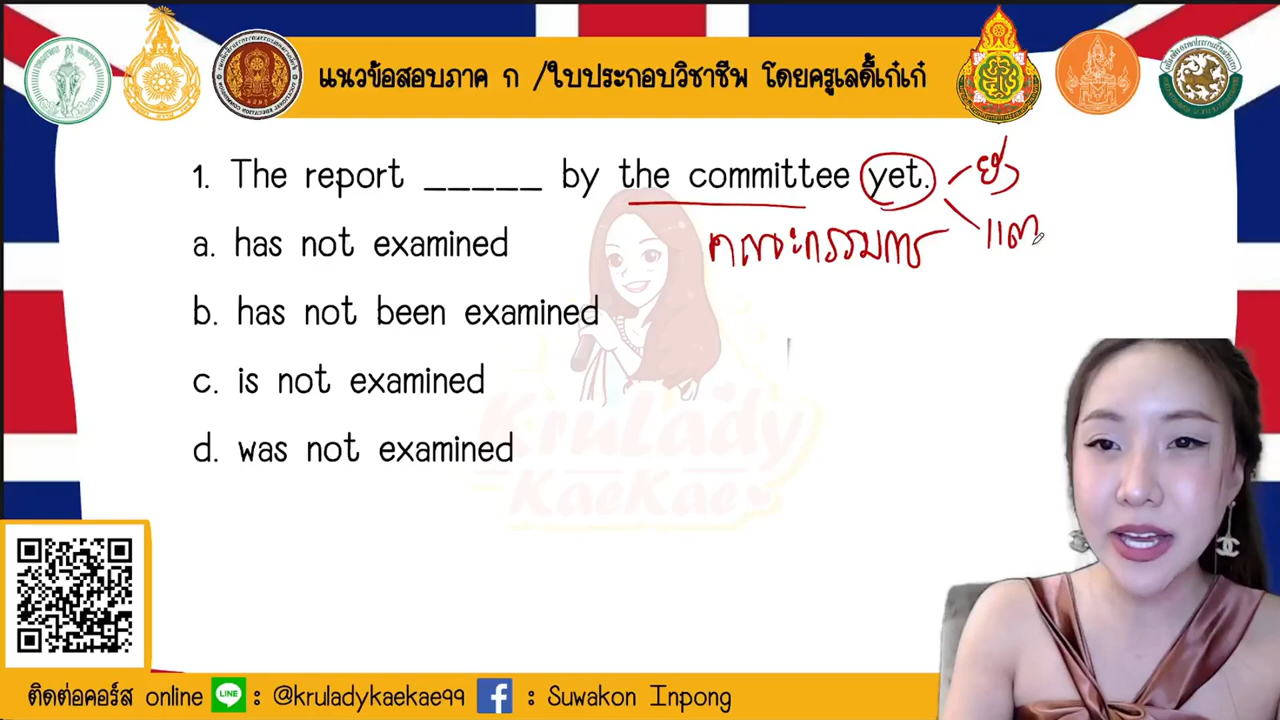 แนวข้อสอบภาค ก /ใบประกอบวิชาชีพ โดยครูเลดี้เก๋เก๋
1. The report _____ by the committee yet.
ยัง
คณะกรรมการ
a. has not examined
b. has not been examined
c. is not examined
d. was not examined
KruLady
KaeKae
ติดต่อคอร์ส online LINE : @kruladykaekae99 f : Suwakon Inpong